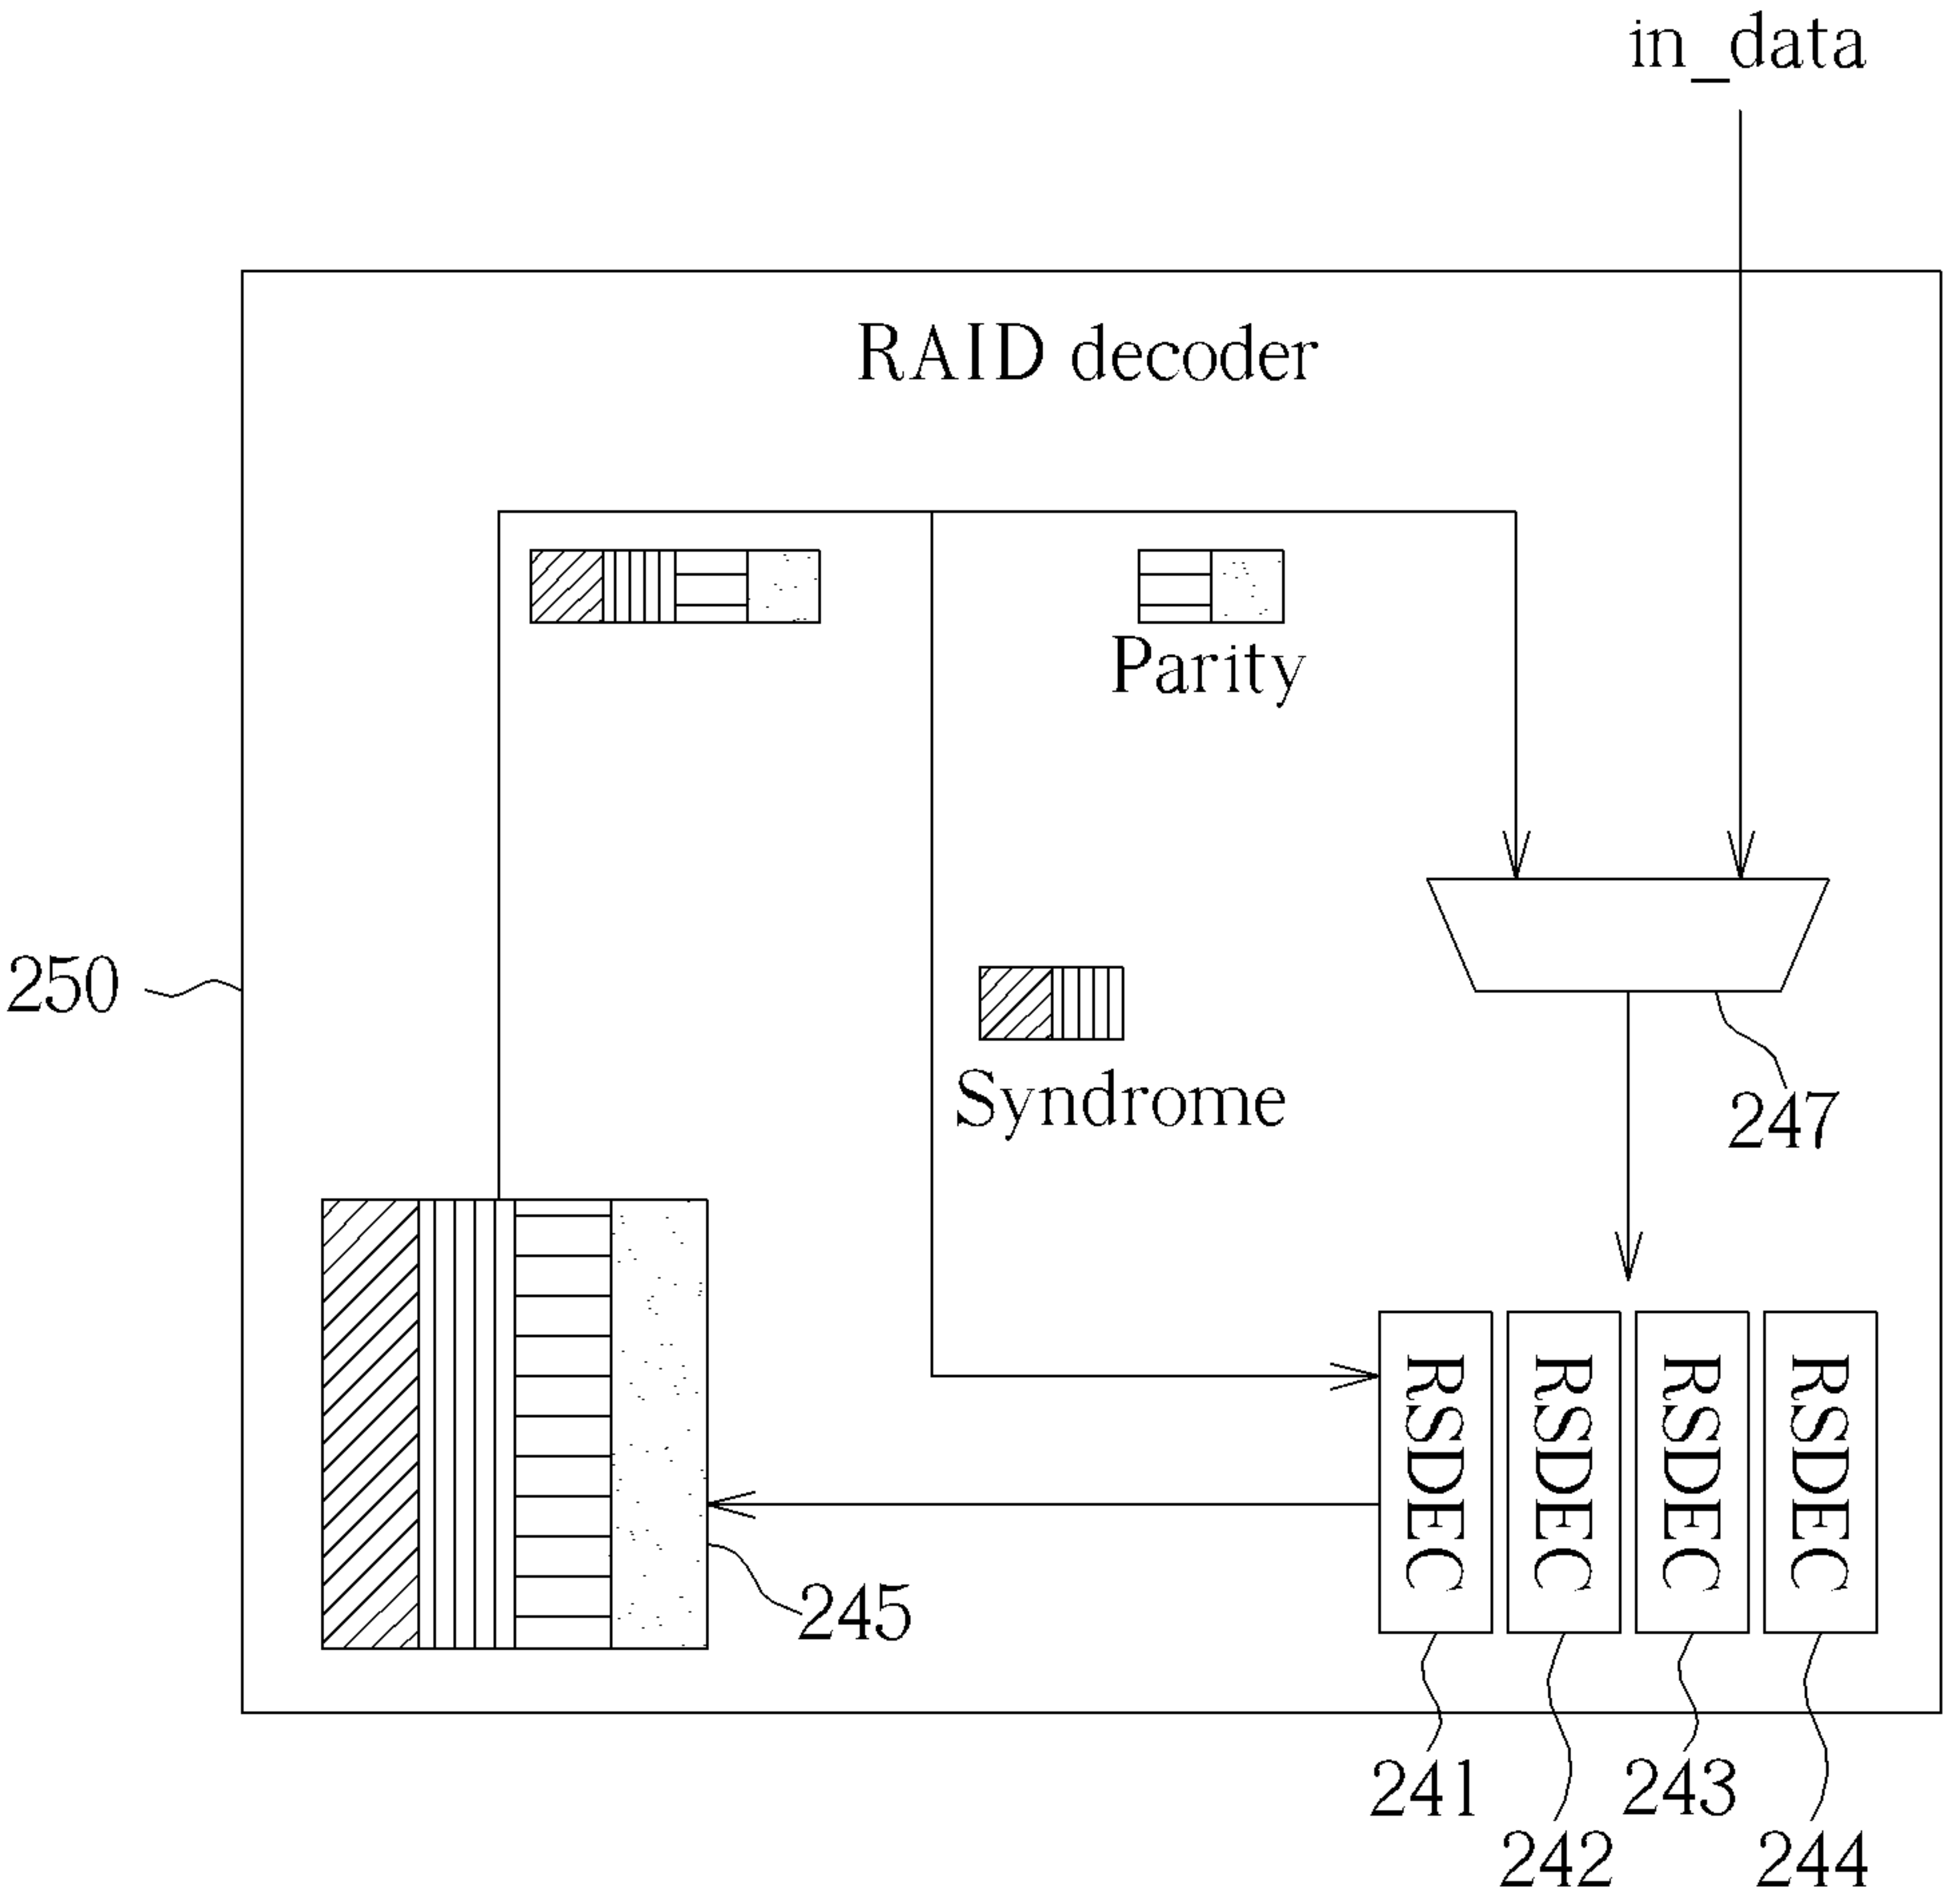 in_data
RAID decoder
Parity
250
Syndrome
247
RSDEC
RSDEC
RSDEC
RSDEC
245
241
242
243
244